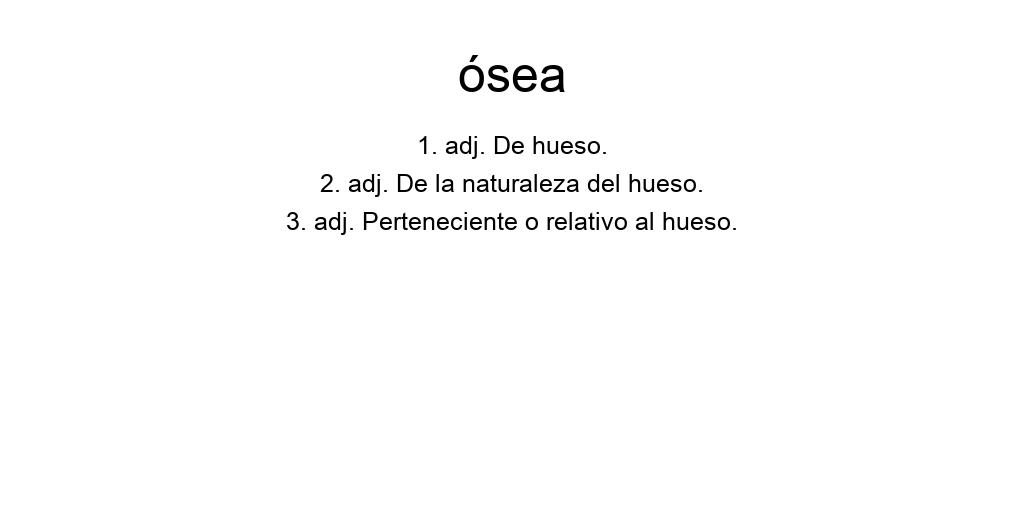 ósea
1. adj. De hueso.
2. adj. De la naturaleza del hueso.
3. adj. Perteneciente o relativo al hueso.